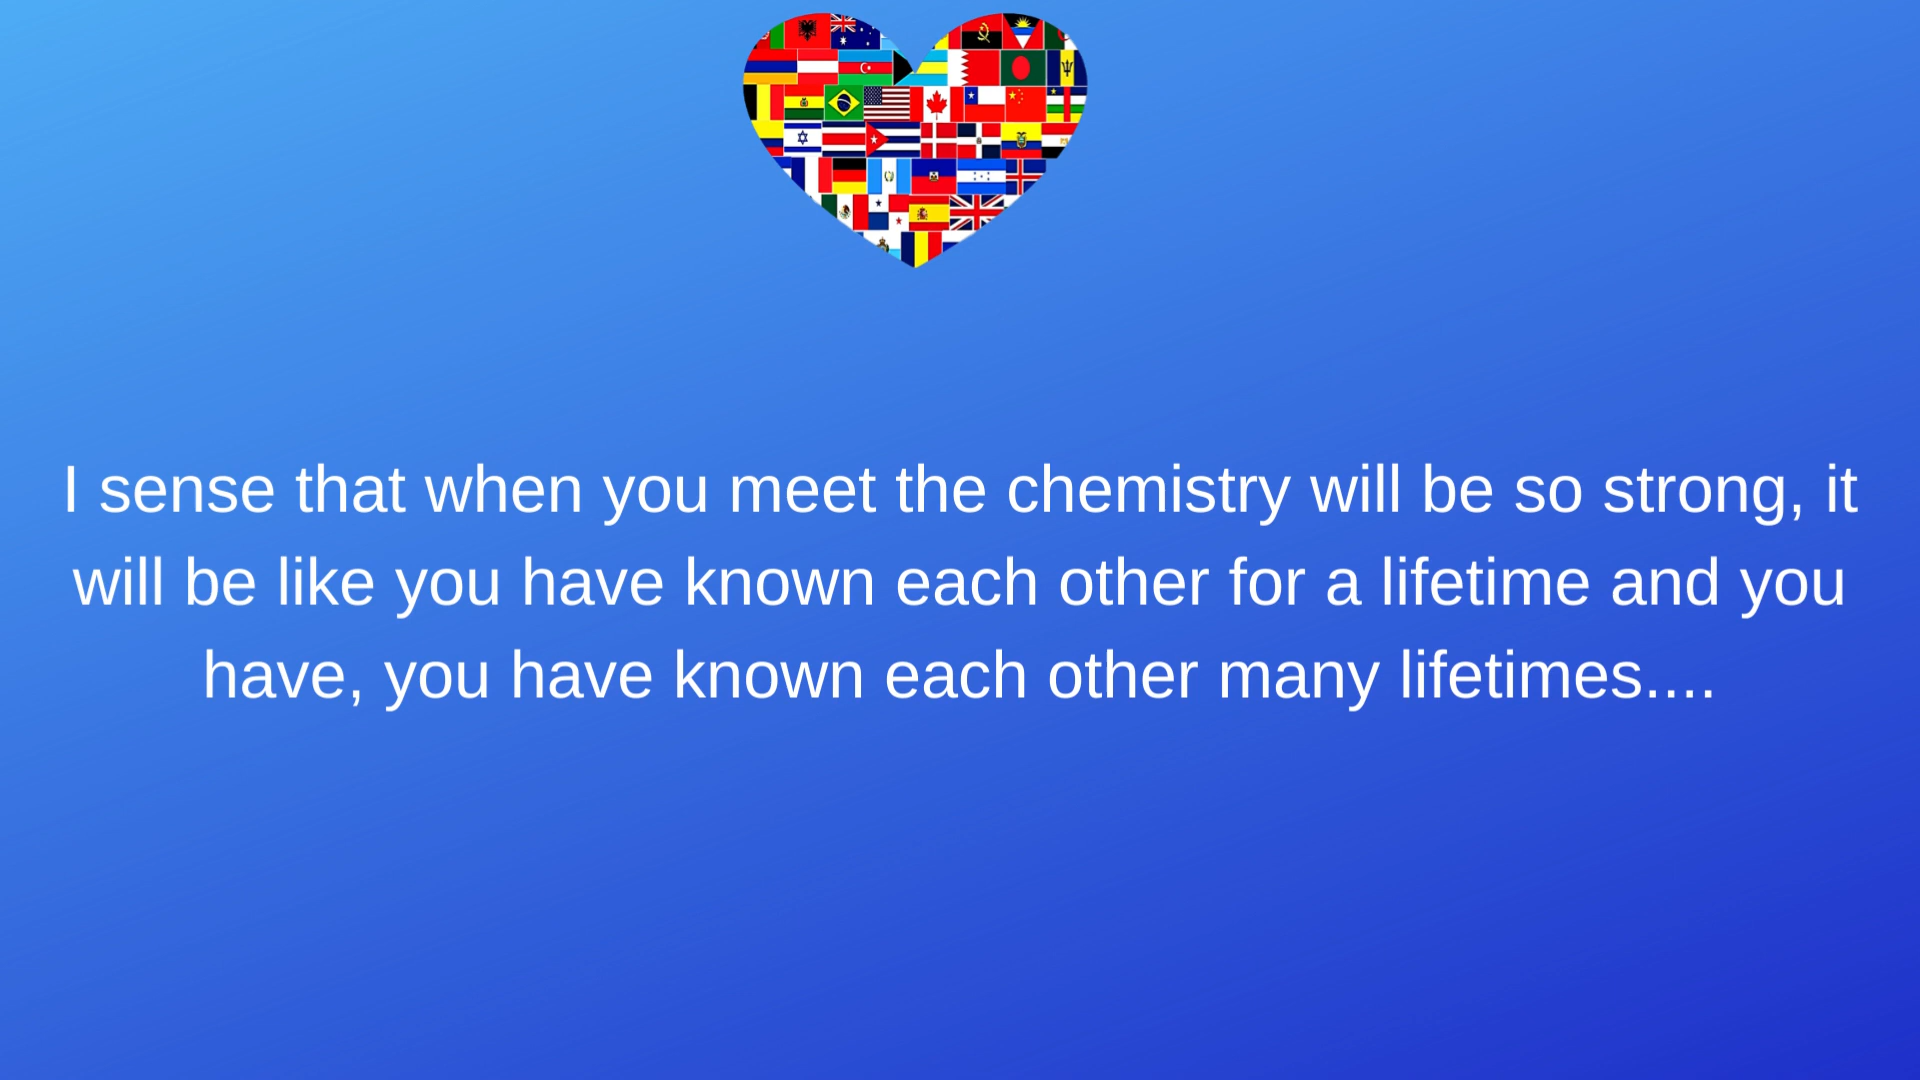 I sense that when you meet the chemistry will be so strong, it
will be like you have known each other for a lifetime and you
have, you have known each other many lifetimes....